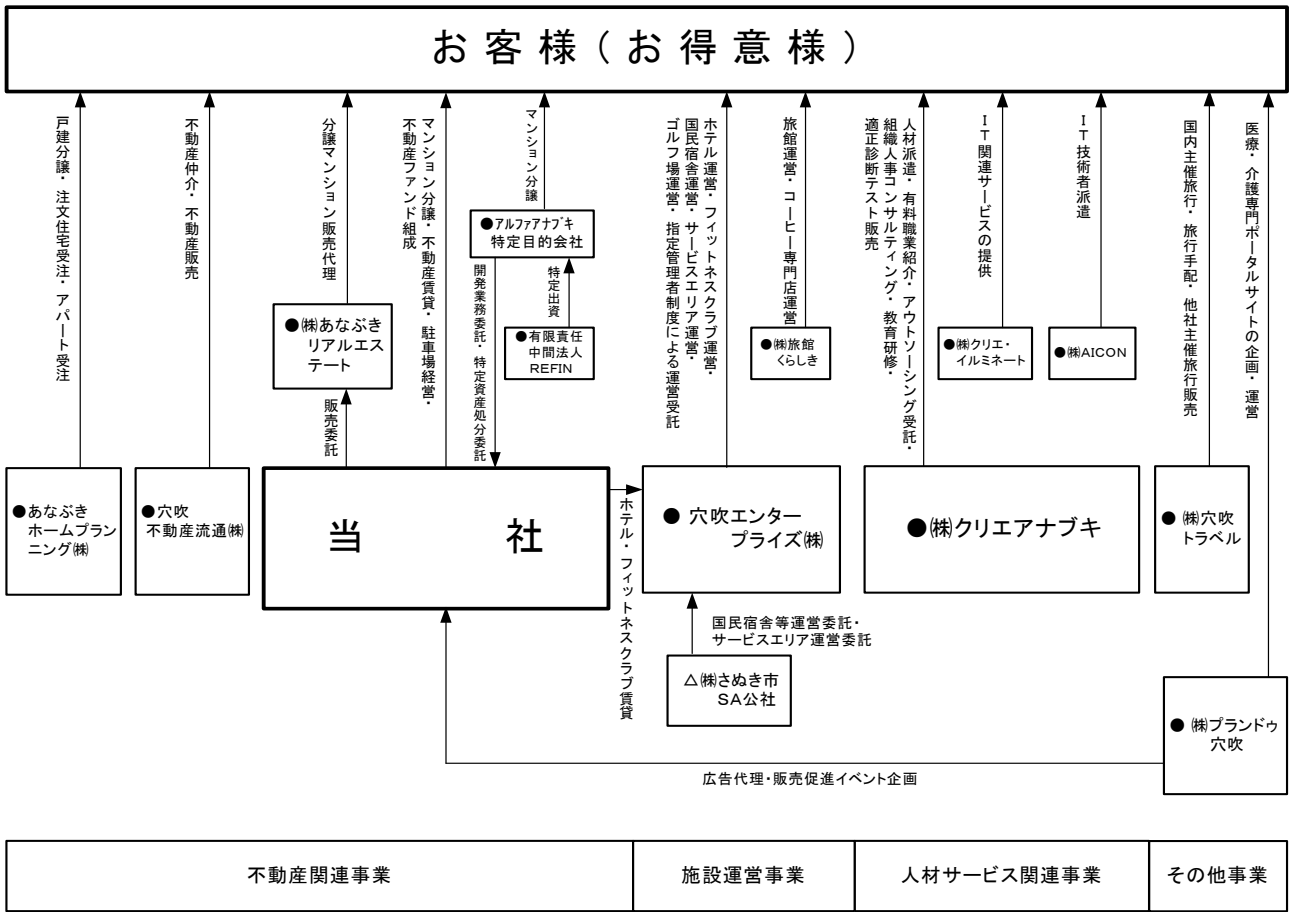 お客様(お得意様)
戸建分譲・注文住宅受注・アパート受注
不動産仲介・不動産販売
分譲マンション販売代理
マンション分譲・不動産賃貸・駐車場経営・
不動産ファンド組成
マンション分譲
ホテル運営・フィットネスクラブ運営・
国民宿舎運営・サービスエリア運営・
ゴルフ場運営・指定管理者制度による運営受託
旅館運営・コーヒー専門店運営
人材派遣・有料職業紹介・アウトソーシング受託・
組織人事コンサルティング・教育研修・
適正診断テスト販売
IT関連サービスの提供
IT技術者派遣
国内主催旅行・旅行手配・他社主催旅行販売
医療・介護専門ポータルサイトの企画・運営
●アルファアナブキ
特定目的会社
開発業務委託・特定資産処分委託
特定出資
●㈱あなぶき
リアルエス
テート
●有限責任
中間法人
REFIN
●㈱旅館
くらしき
●㈱クリエ・
イルミネート
●㈱AICON
販売委託
●あなぶき
ホームプラン
ニング㈱
●穴吹
不動産流通㈱
当社
ホテル・フィットネスクラブ賃貸
● 穴吹エンター
プライズ㈱
●㈱クリエアナブキ
● ㈱穴吹
トラベル
国民宿舎等運営委託・
サービスエリア運営委託
△㈱さぬき市
SA公社
● ㈱プランドゥ
穴吹
広告代理・販売促進イベント企画
不動産関連事業
施設運営事業
人材サービス関連事業
その他事業